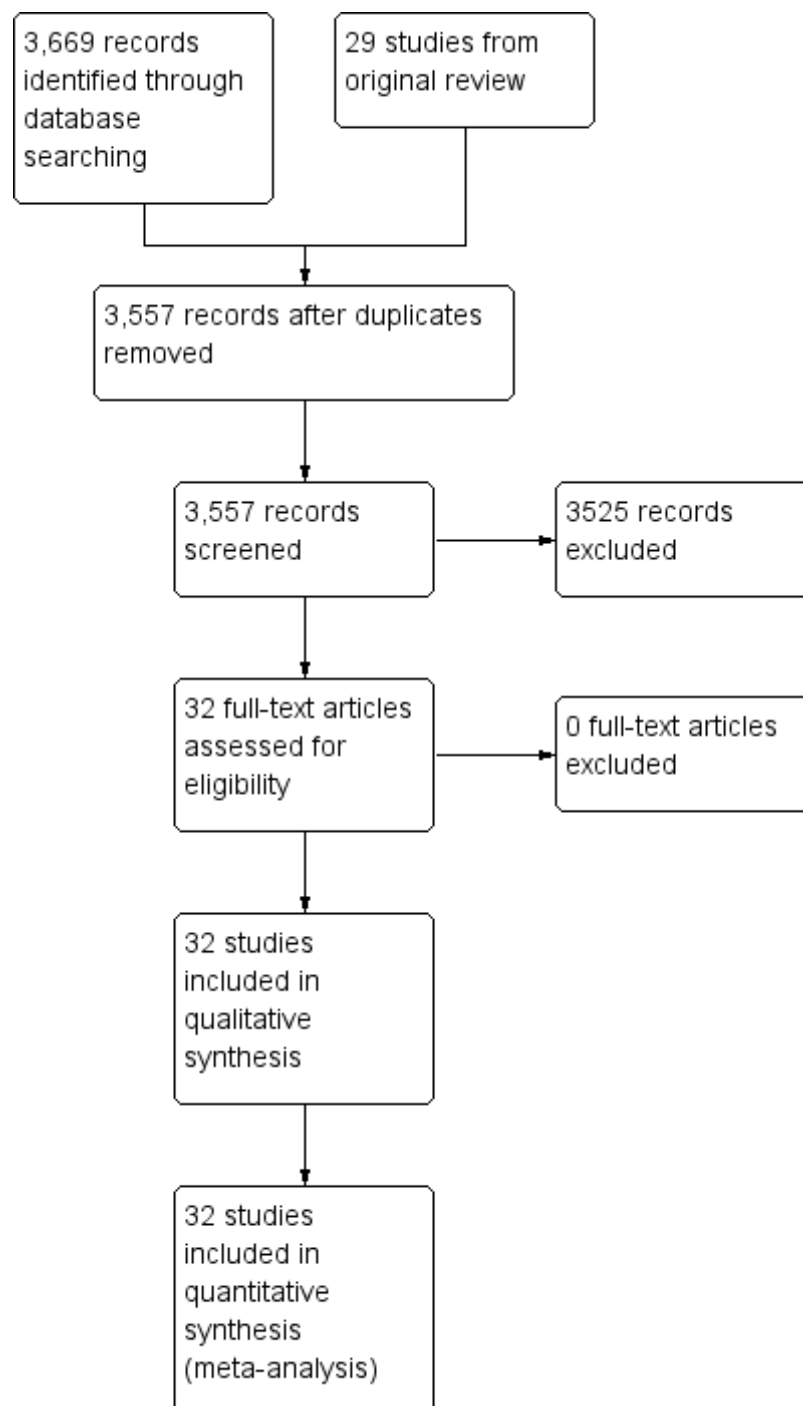 3,669 records
identified through
database
searching
29 studies from
original review
3,557 records after duplicates
removed
3,557 records
screened
3525 records
excluded
32 full-text articles
assessed for
eligibility
0 full-text articles
excluded
32 studies
included in
qualitative
synthesis
32 studies
included in
quantitative
synthesis
(meta-analysis)